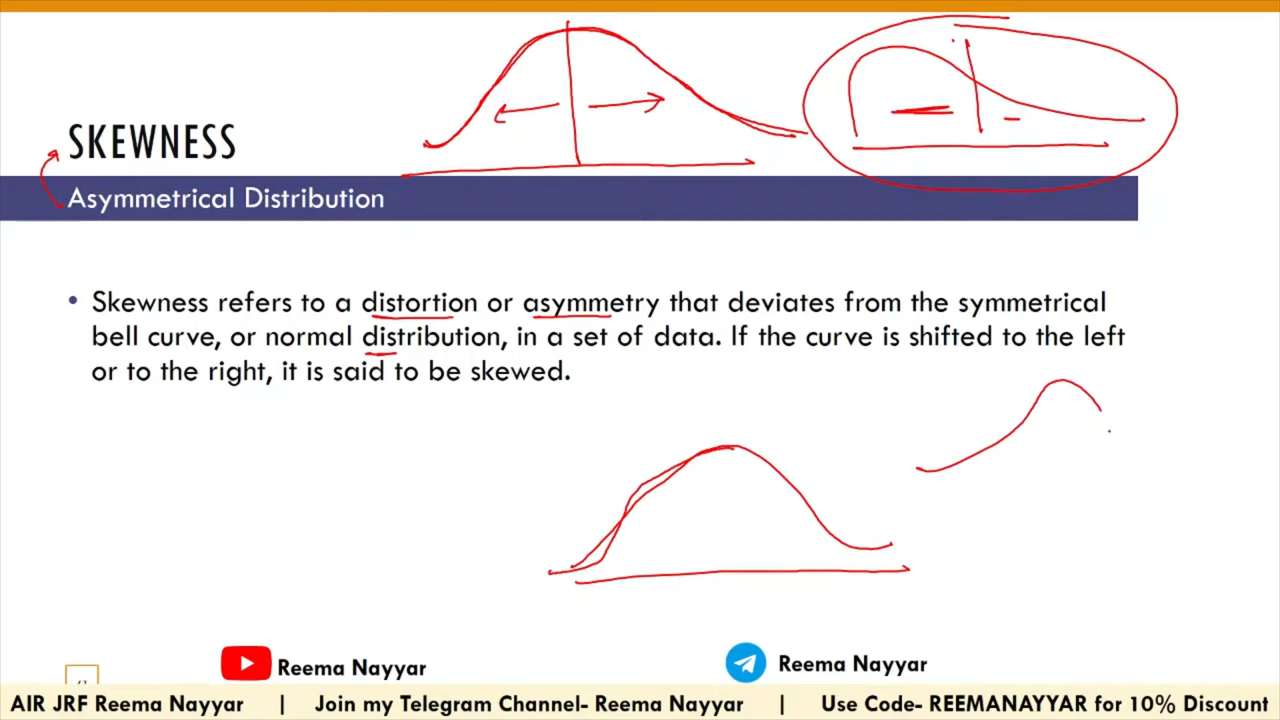 SKEWNESS
Asymmetrical Distribution
• Skewness refers to a distortion or asymmetry that deviates from the symmetrical
bell curve, or normal distribution, in a set of data. If the curve is shifted to the left
or to the right, it is said to be skewed.
Reema Nayyar
Reema Nayyar
AIR JRF Reema Nayyar | Join my Telegram Channel- Reema Nayyar | Use Code- REEMANAYYAR for 10% Discount